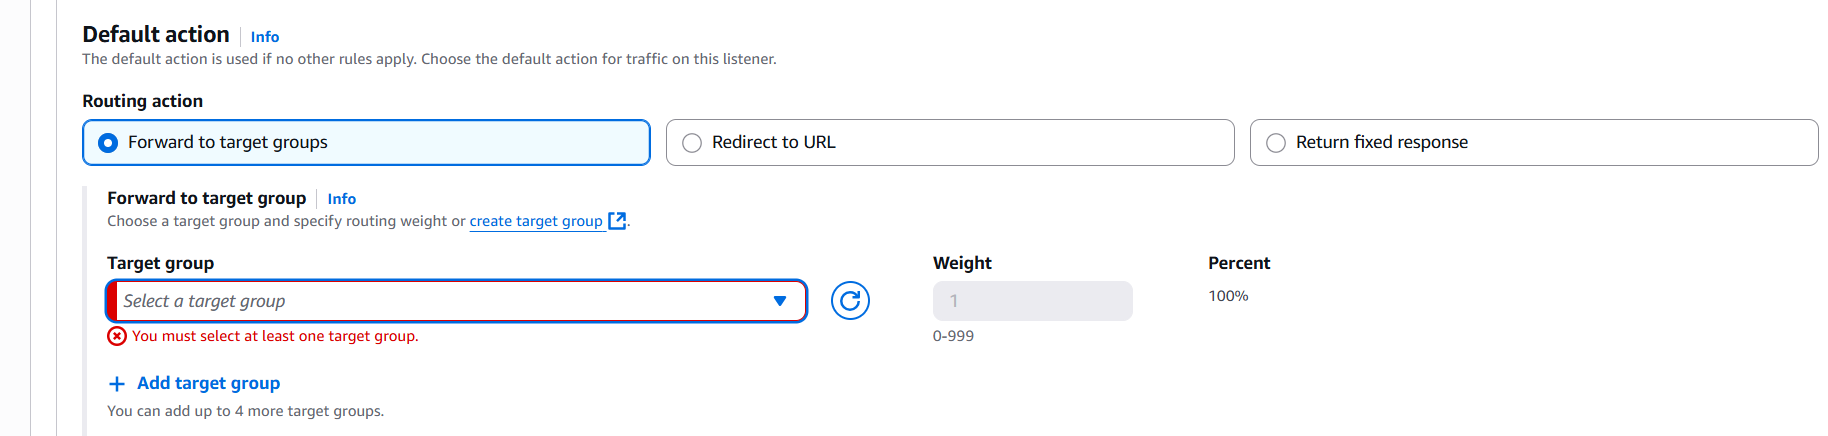 Default action Info
The default action is used if no other rules apply. Choose the default action for traffic on this listener.
Routing action
Forward to target groups
Redirect to URL
Return fixed response
Forward to target group Info
Choose a target group and specify routing weight or create target group.
Target group
Weight
Percent
Select a target group
1
100%
You must select at least one target group.
0-999
Add target group
You can add up to 4 more target groups.